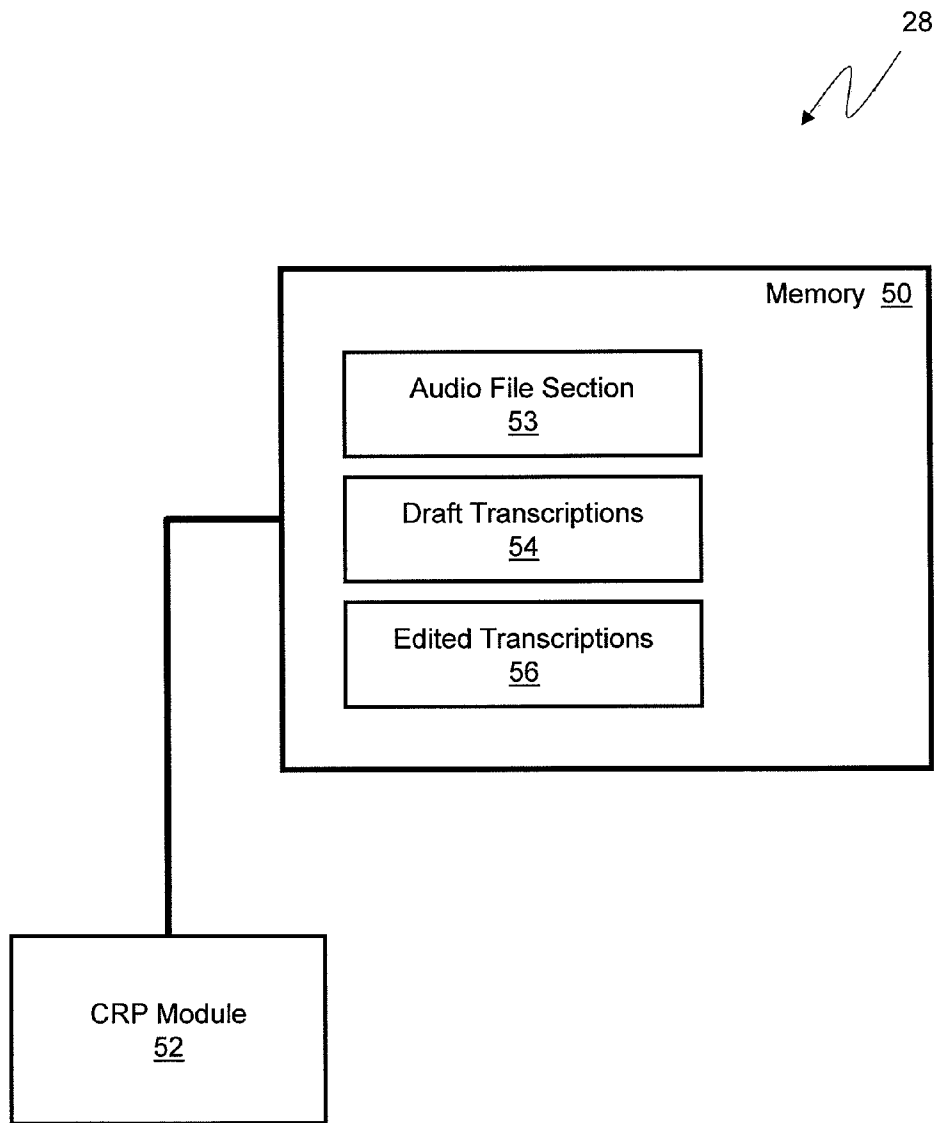 28
Memory 50
Audio File Section
53
Draft Transcriptions
54
Edited Transcriptions
56
CRP Module
52